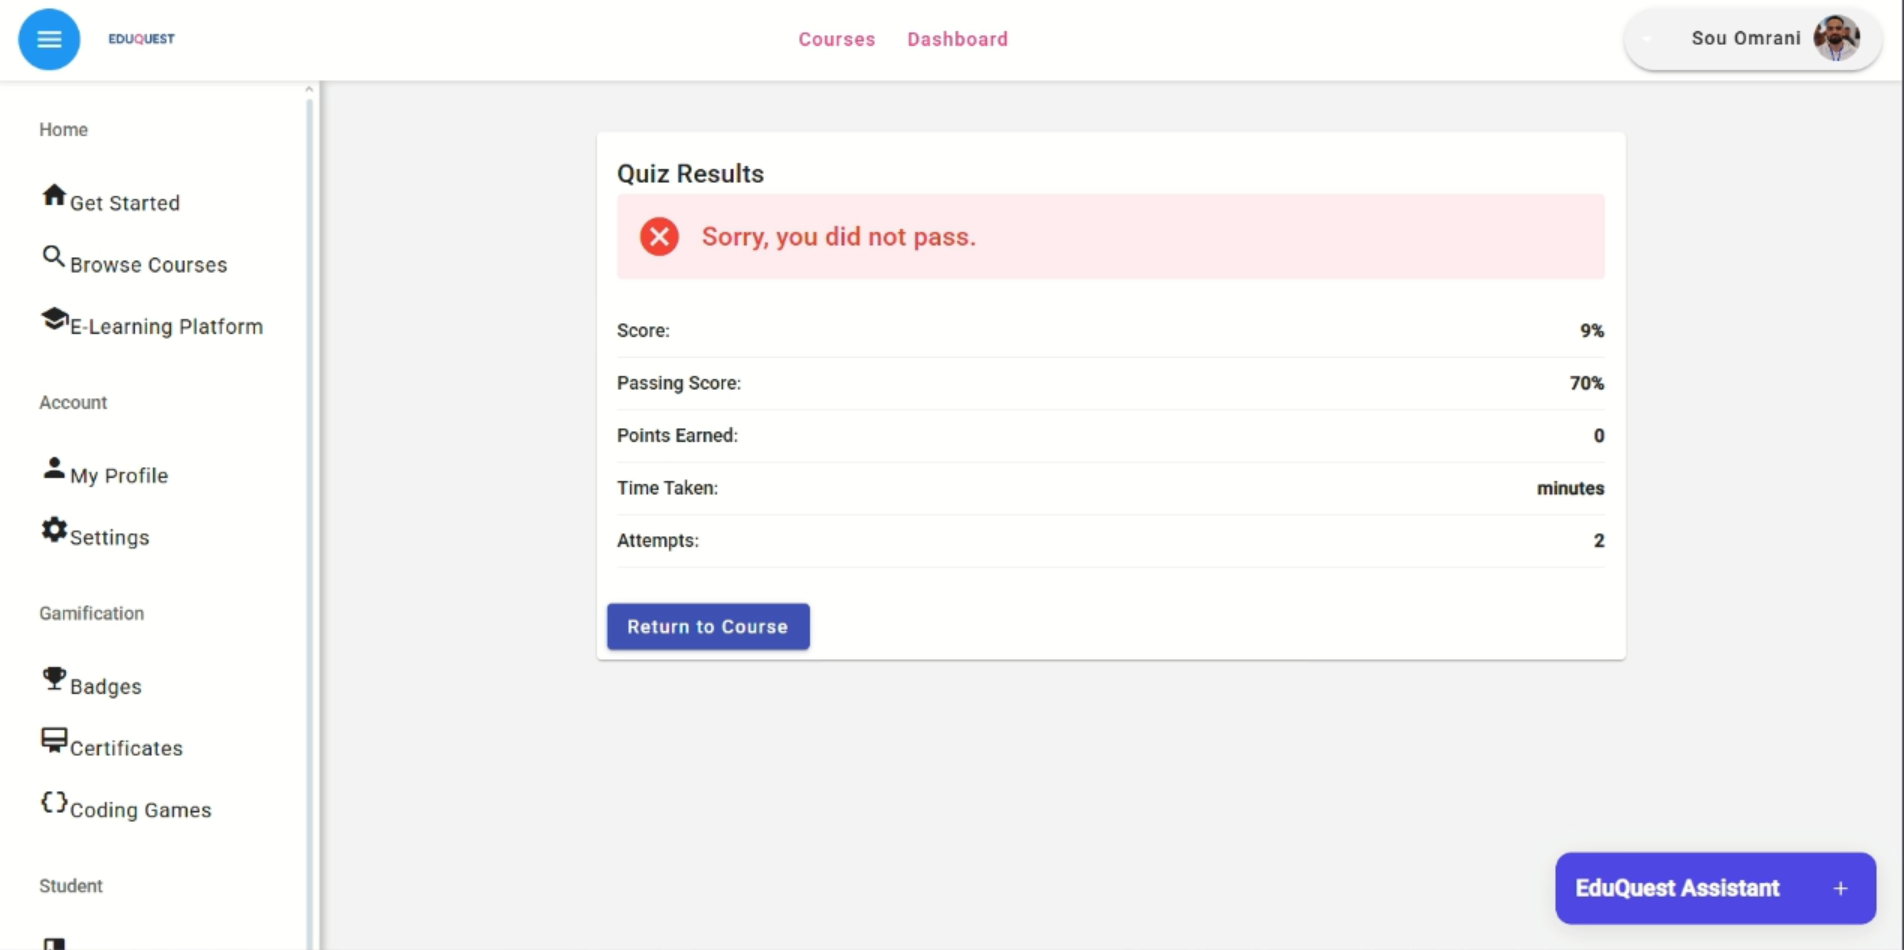 EDUQUEST
Courses Dashboard
Sou Omrani
Home
Get Started
Browse Courses
E-Learning Platform
Account
My Profile
Settings
Gamification
Badges
Certificates
Coding Games
Student
Quiz Results
Sorry, you did not pass.
Score: 9%
Passing Score: 70%
Points Earned: 0
Time Taken: minutes
Attempts: 2
Return to Course
EduQuest Assistant +